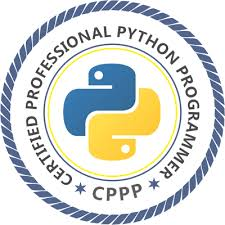 CERTIFIED PROFESSIONAL PYTHON PROGRAMMER
CPPP